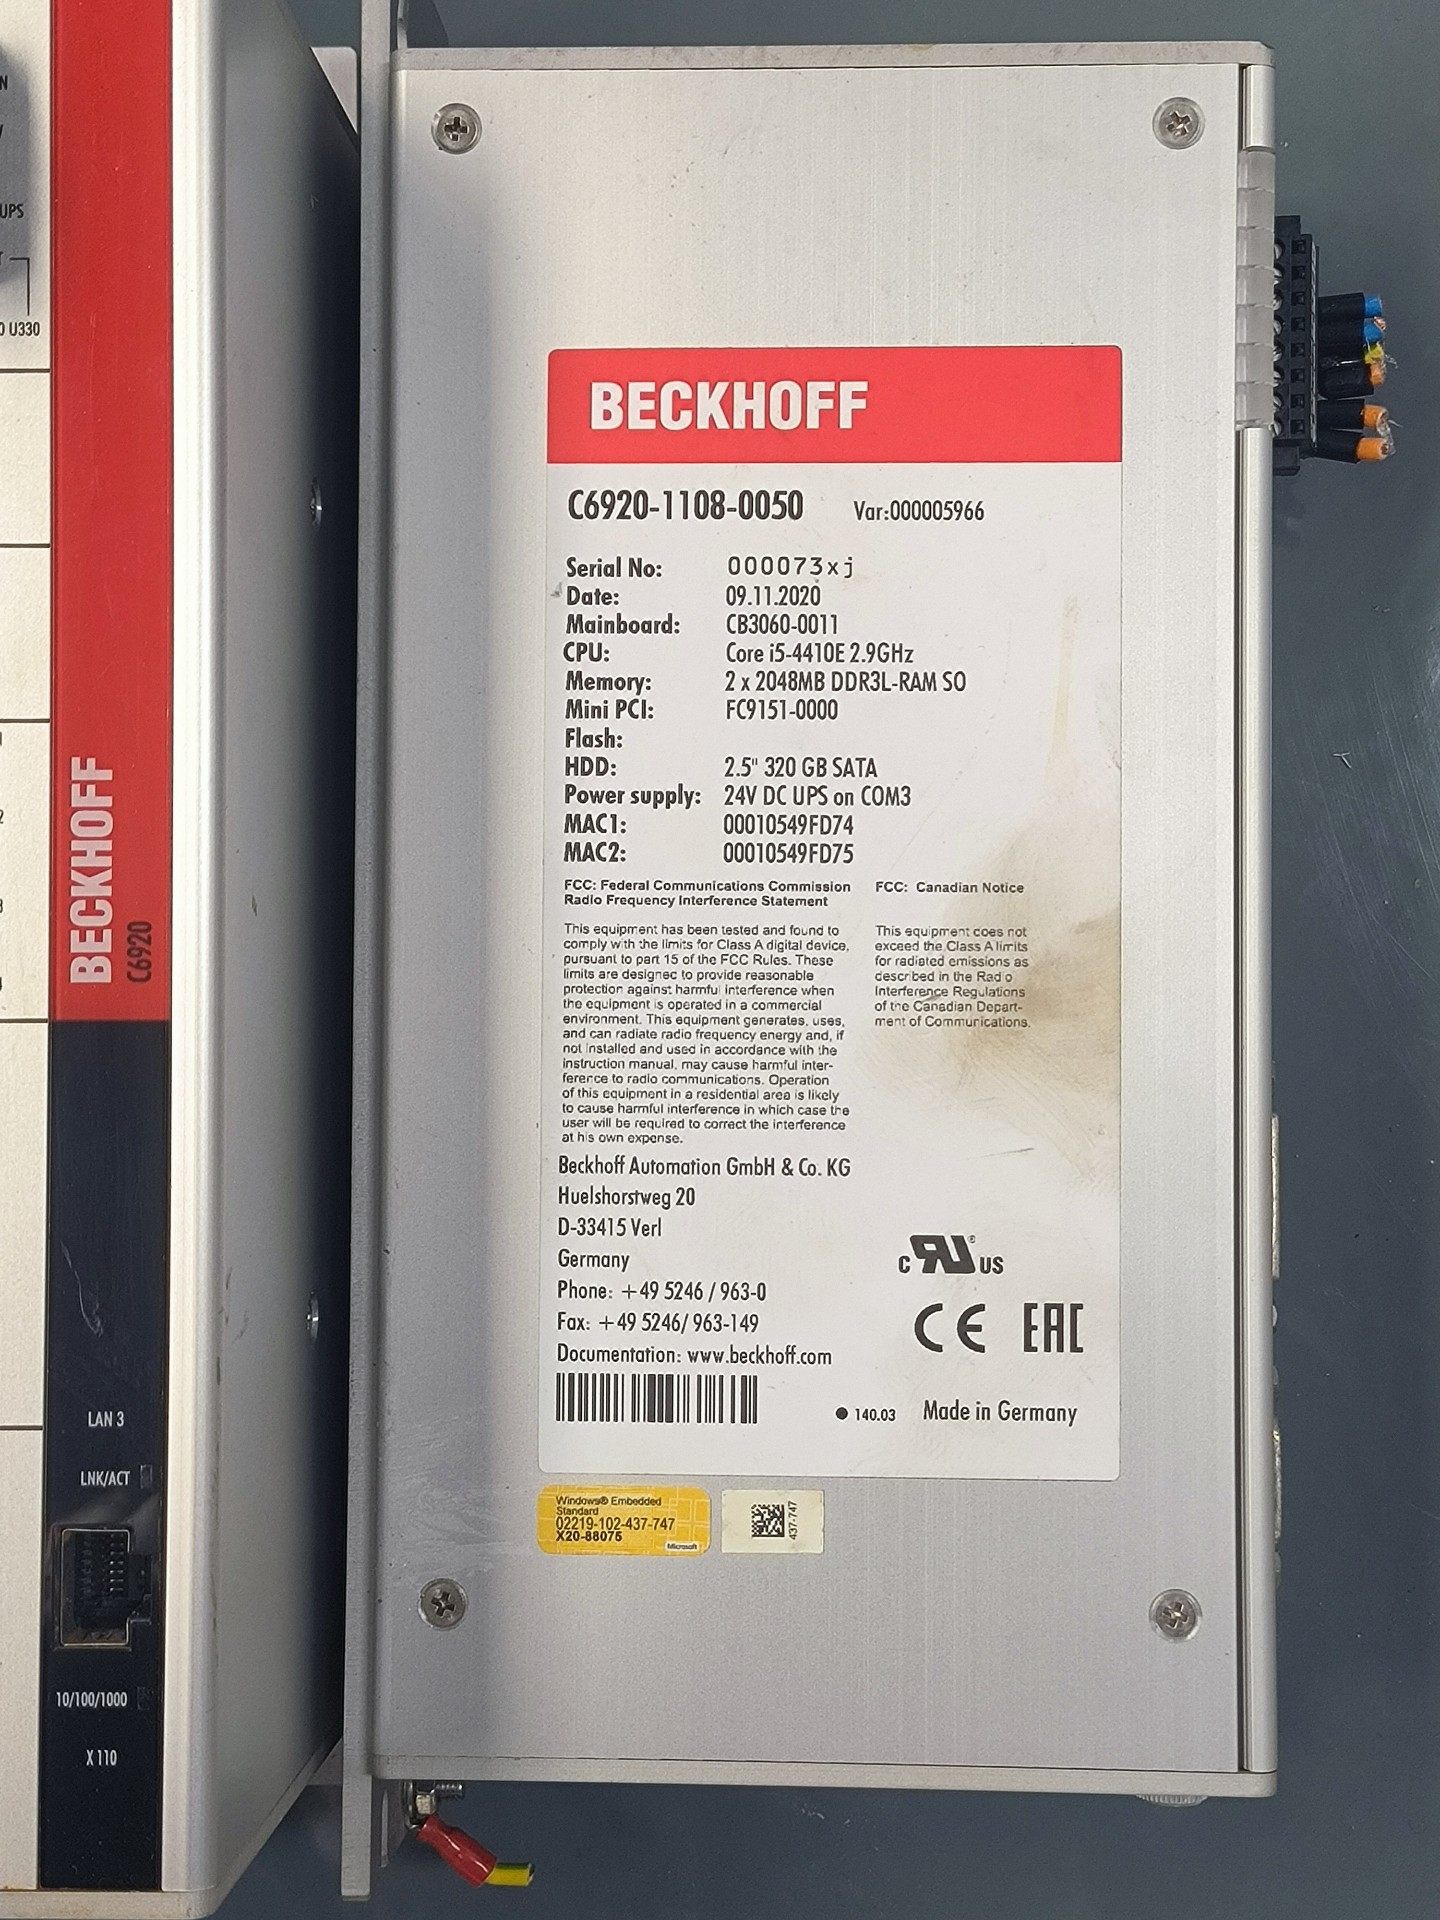 UPS
U330
BECKHOFF
C6920
LAN 3
LNK/ACT
10/100/1000
X110
BECKHOFF
C6920-1108-0050 Var:000005966
Serial No: 000073xj
Date: 09.11.2020
Mainboard: CB3060-0011
CPU: Core i5-4410E 2.9GHz
Memory: 2 x 2048MB DDR3L-RAM SO
Mini PCI: FC9151-0000
Flash:
HDD: 2.5" 320 GB SATA
Power supply: 24V DC UPS on COM3
MAC1: 00010549FD74
MAC2: 00010549FD75
FCC: Federal Communications Commission
Radio Frequency Interference Statement
This equipment has been tested and found to
comply with the limits for Class A digital device,
pursuant to part 15 of the FCC Rules. These
limits are designed to provide reasonable
protection against harmful interference when
the equipment is operated in a commercial
environment. This equipment generates, uses,
and can radiate radio frequency energy and, if
not installed and used in accordance with the
instruction manual, may cause harmful inter-
ference to radio communications. Operation
of this equipment in a residential area is likely
to cause harmful interference in which case the
user will be required to correct the interference
at his own expense.
FCC: Canadian Notice
This equipment does not
exceed the Class A limits
for radiated emissions as
described in the Radio
Interference Regulations
of the Canadian Depart-
ment of Communications.
Beckhoff Automation GmbH & Co. KG
Huelshorstweg 20
D-33415 Verl
Germany
Phone: +49 5246 / 963-0
Fax: +49 5246/ 963-149
Documentation: www.beckhoff.com
c RU ® US
CE EAC
140.03 Made in Germany
Windows® Embedded
Standard
02219-102-437-747
X20-88075
Microsoft
437-747